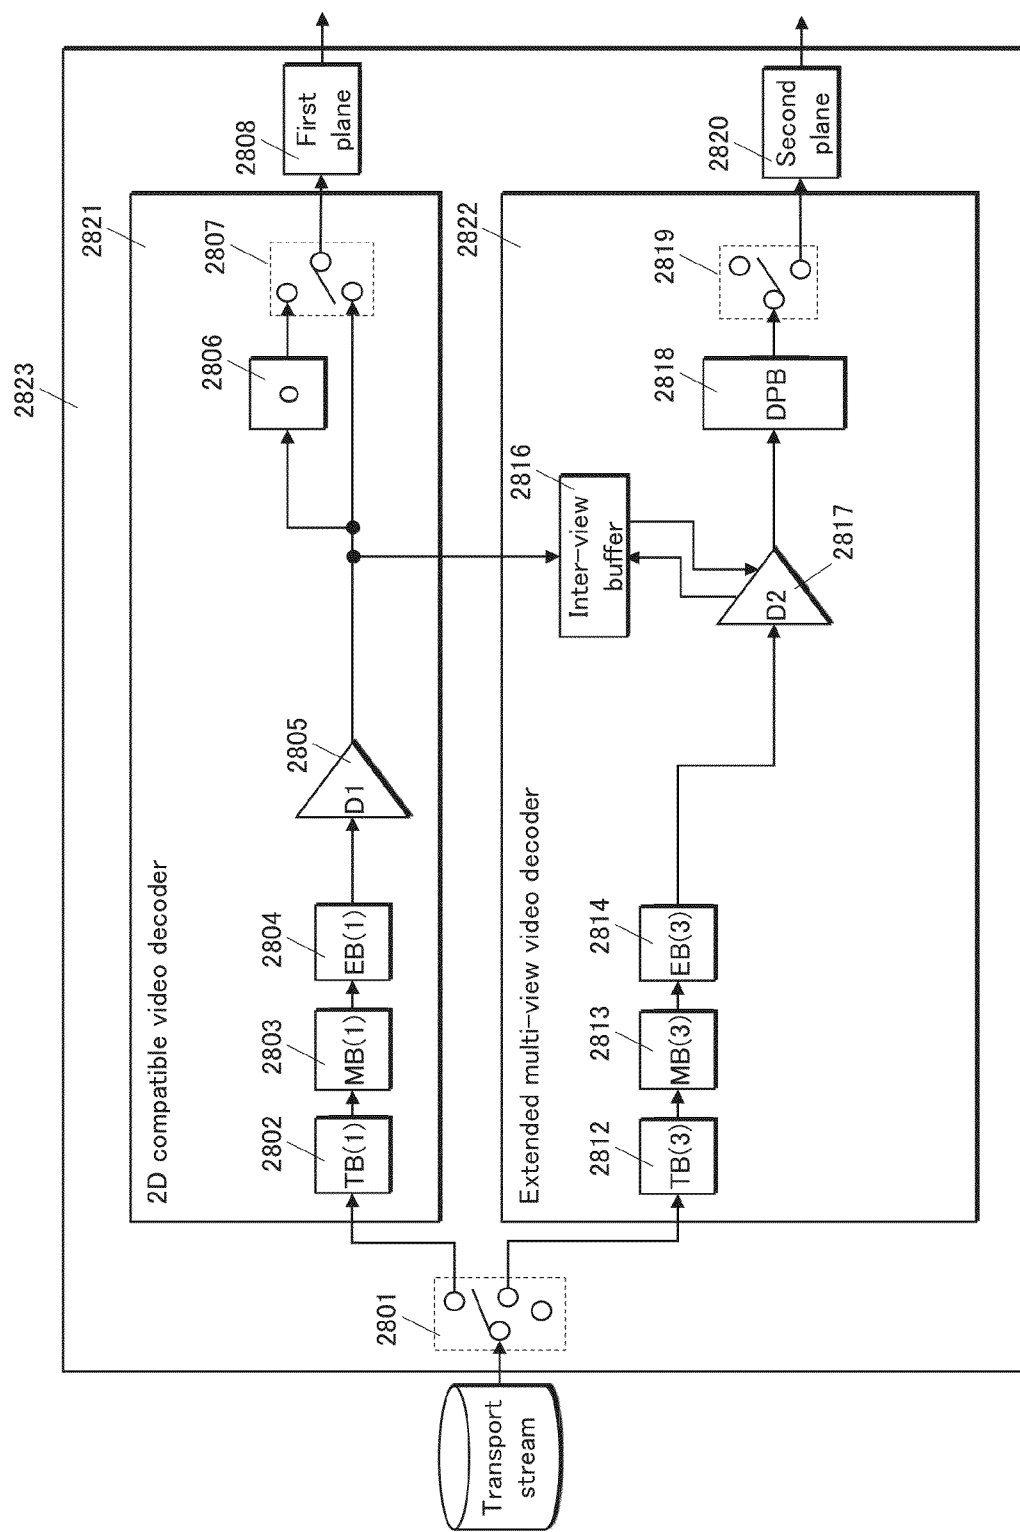 2823
2821
2D compatible video decoder
2802
TB(1)
2803
MB(1)
2804
EB(1)
2805
D1
2806
O
2807
2808
First
plane
2801
Transport
stream
2822
Extended multi-view video decoder
2812
TB(3)
2813
MB(3)
2814
EB(3)
2816
Inter-view
buffer
D2
2817
2818
DPB
2819
2820
Second
plane